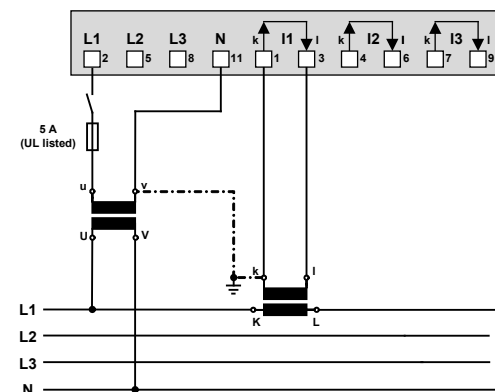 L1 L2 L3 N k I1 l k I2 l k I3 l
2 5 8 11 1 3 4 6 7 9
5 A
(UL listed)
u v
U V
k l
K L
L1
L2
L3
N